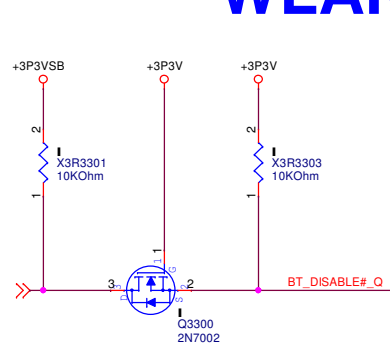 +3P3VSB +3P3V +3P3V
2 2
X3R3301 X3R3303
10KOhm 10KOhm
1 1
1
G
3 D S 2
BT_DISABLE#_Q
Q3300
2N7002